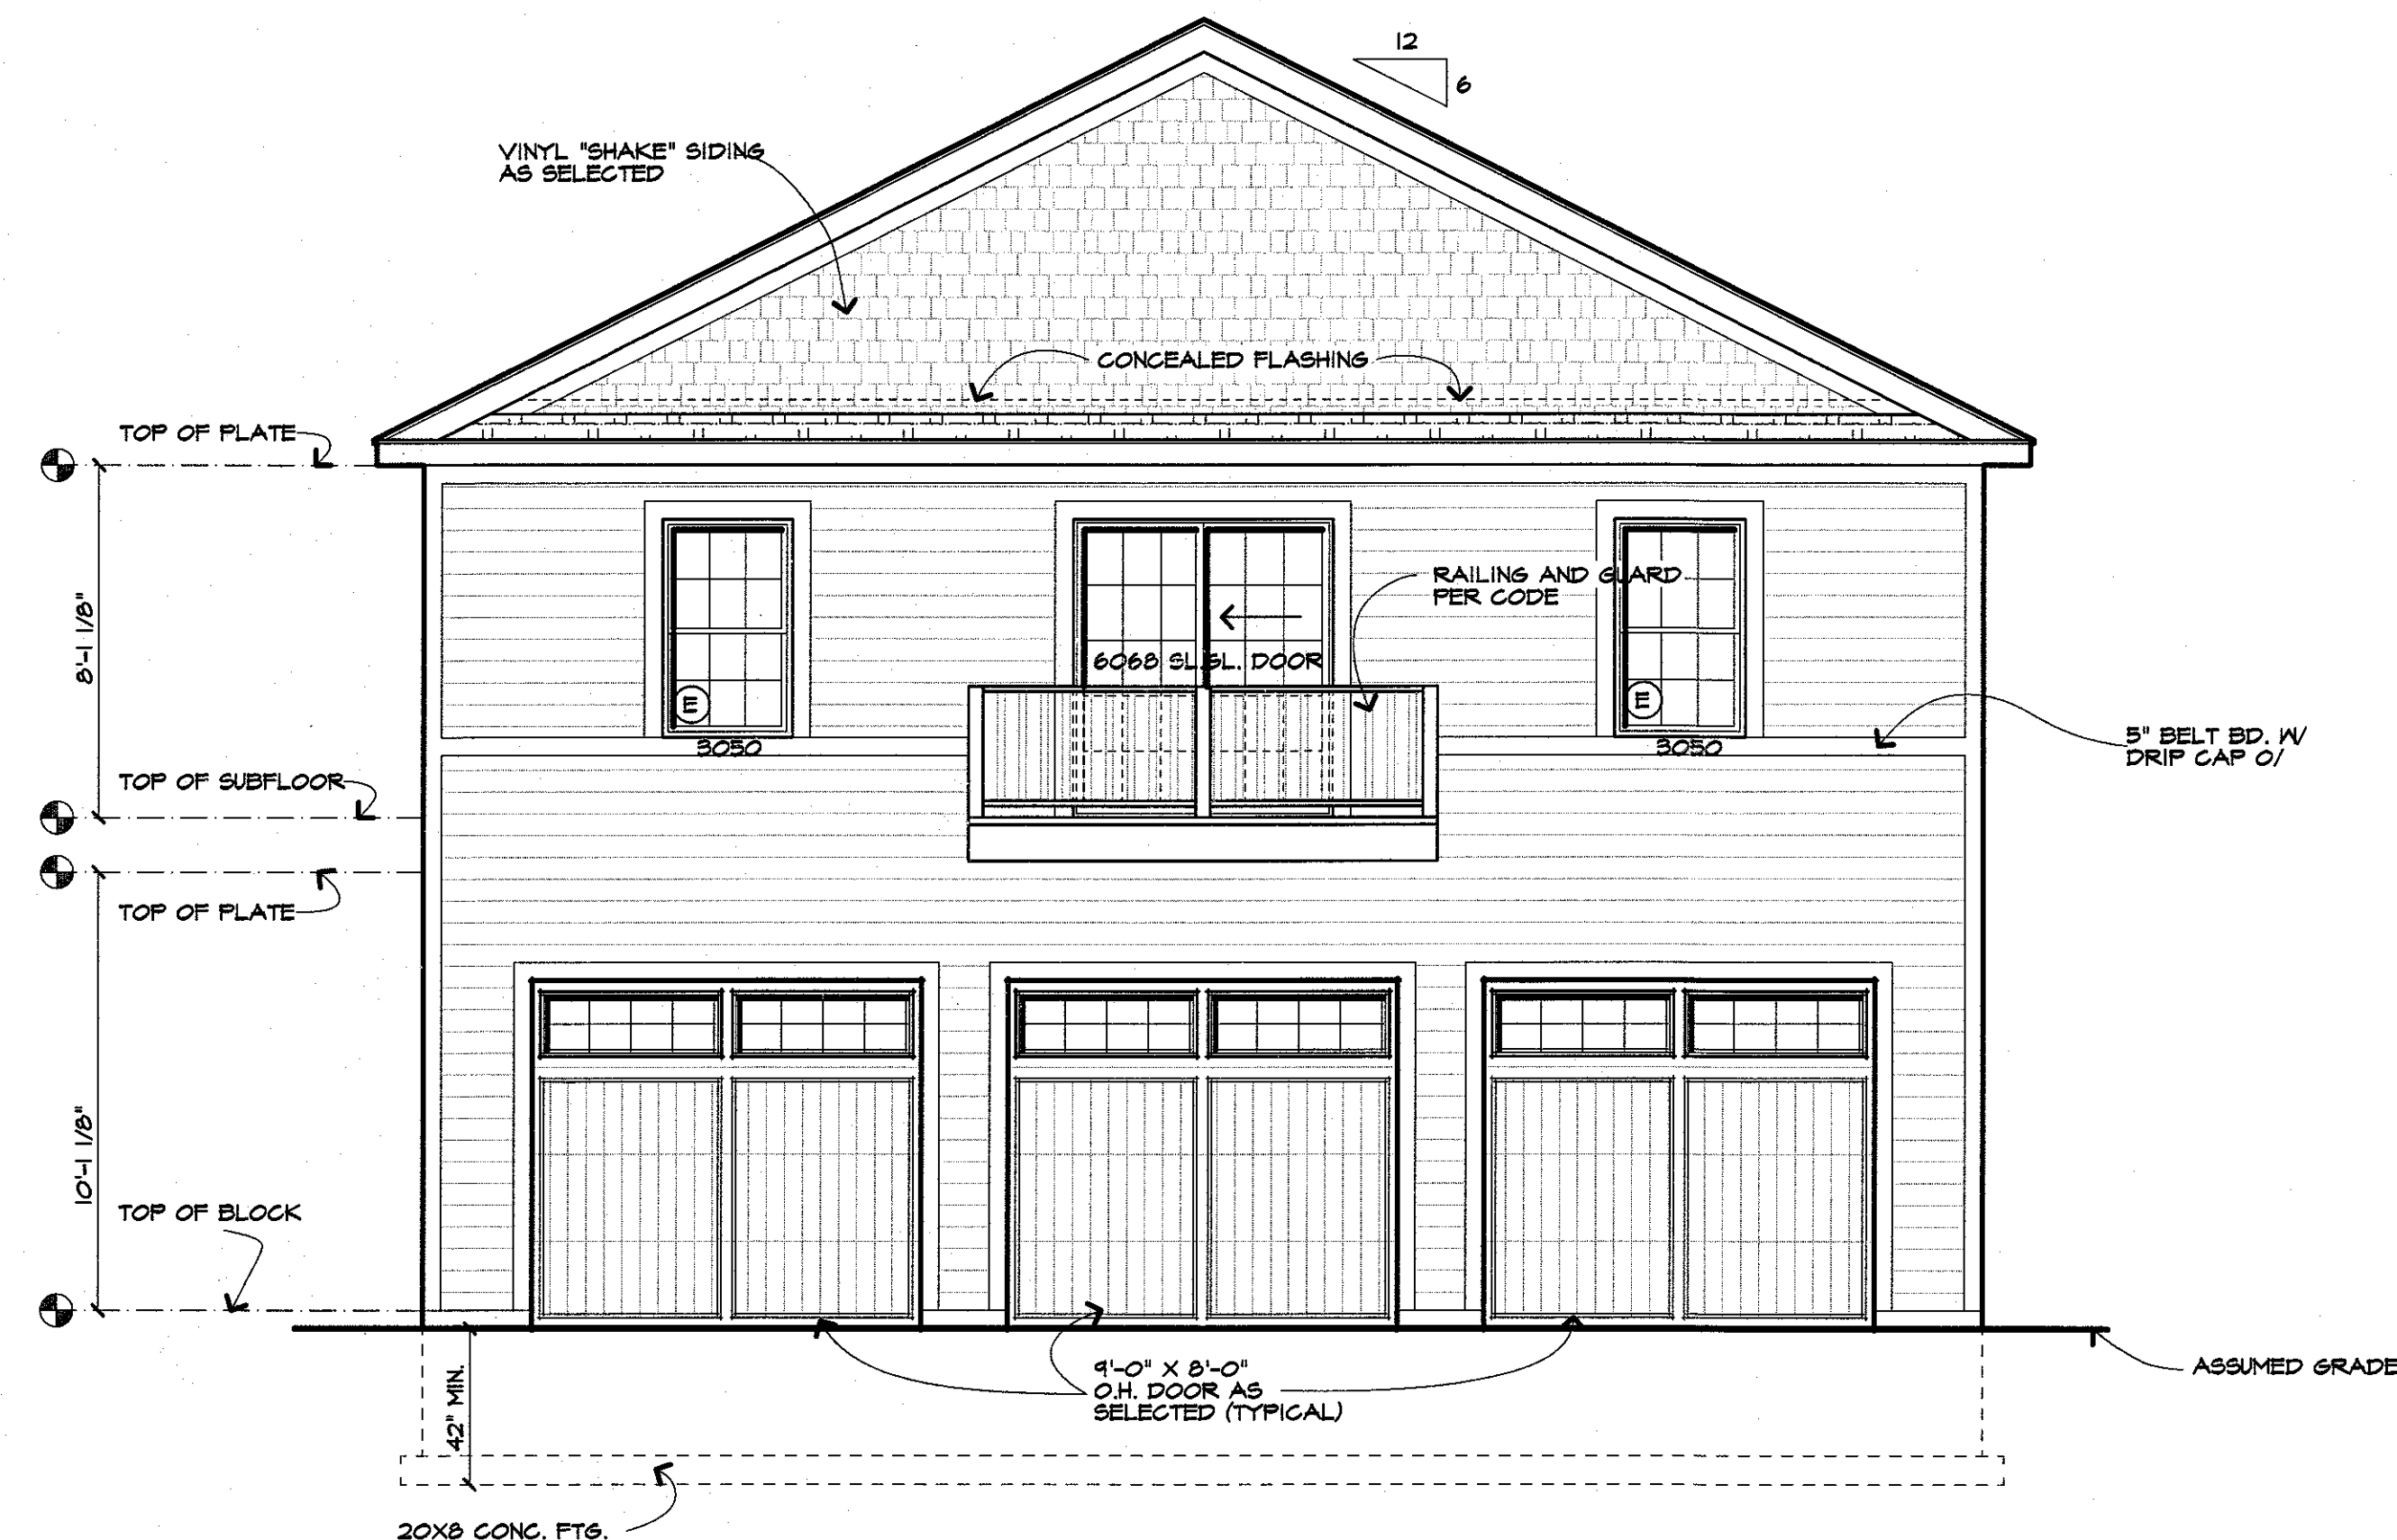 12
6
VINYL "SHAKE" SIDING
AS SELECTED
CONCEALED FLASHING
TOP OF PLATE
8'-1 1/8"
RAILING AND GUARD
PER CODE
6068 SL.GL. DOOR
E
E
3050
3050
5" BELT BD. W/
DRIP CAP O/
TOP OF SUBFLOOR
TOP OF PLATE
10'-1 1/8"
TOP OF BLOCK
9'-0" X 8'-0"
O.H. DOOR AS
SELECTED (TYPICAL)
ASSUMED GRADE
42" MIN.
20X8 CONC. FTG.